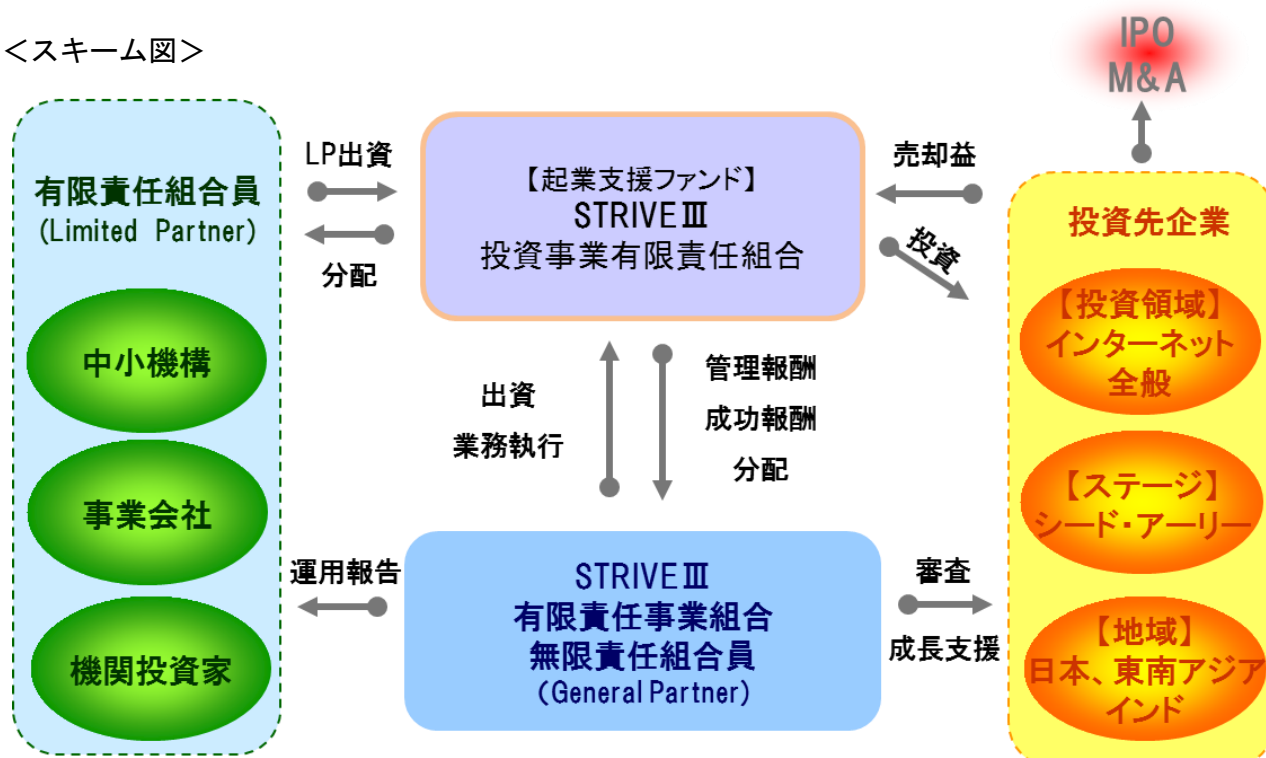 <スキーム図>
IPO
M&A
有限責任組合員
(Limited Partner)
中小機構
事業会社
機関投資家
LP出資
分配
【起業支援ファンド】
STRIVEⅢ
投資事業有限責任組合
売却益
投資
出資
業務執行
管理報酬
成功報酬
分配
運用報告
STRIVEⅢ
有限責任事業組合
無限責任組合員
(General Partner)
審査
成長支援
投資先企業
【投資領域】
インターネット
全般
【ステージ】
シード・アーリー
【地域】
日本、東南アジア
インド